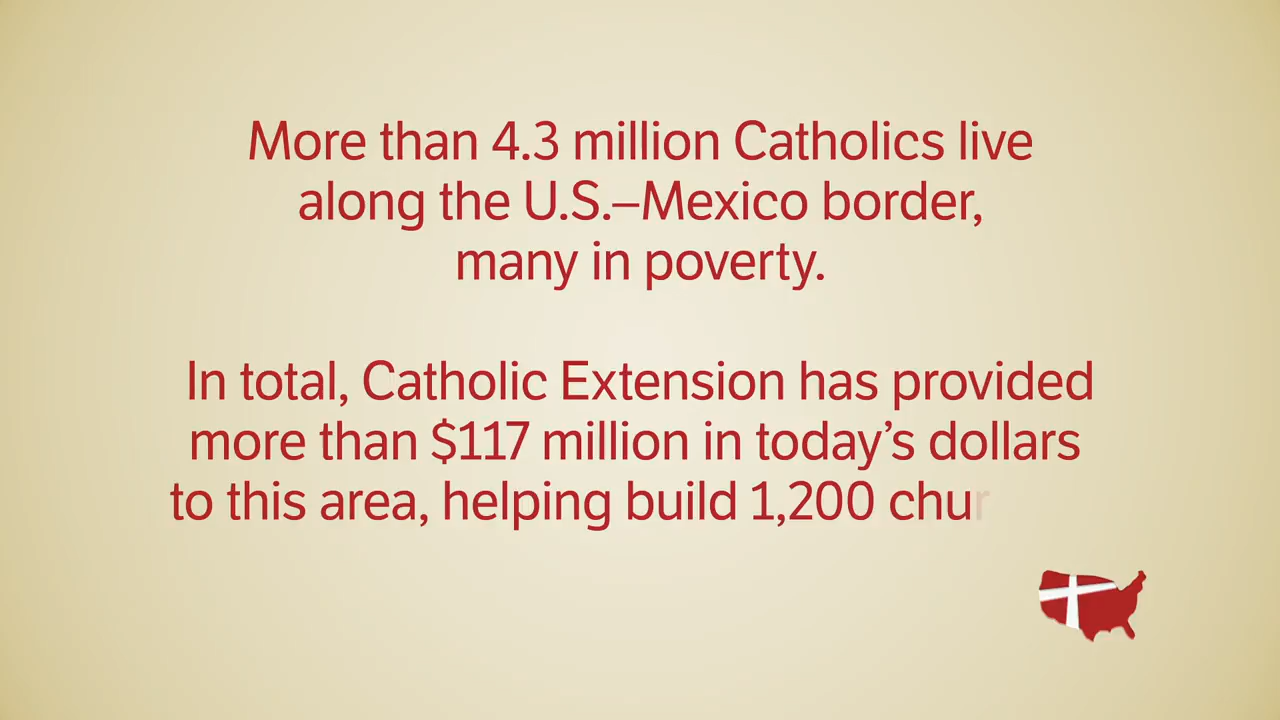 More than 4.3 million Catholics live
along the U.S.–Mexico border,
many in poverty.
In total, Catholic Extension has provided
more than $117 million in today’s dollars
to this area, helping build 1,200 chur